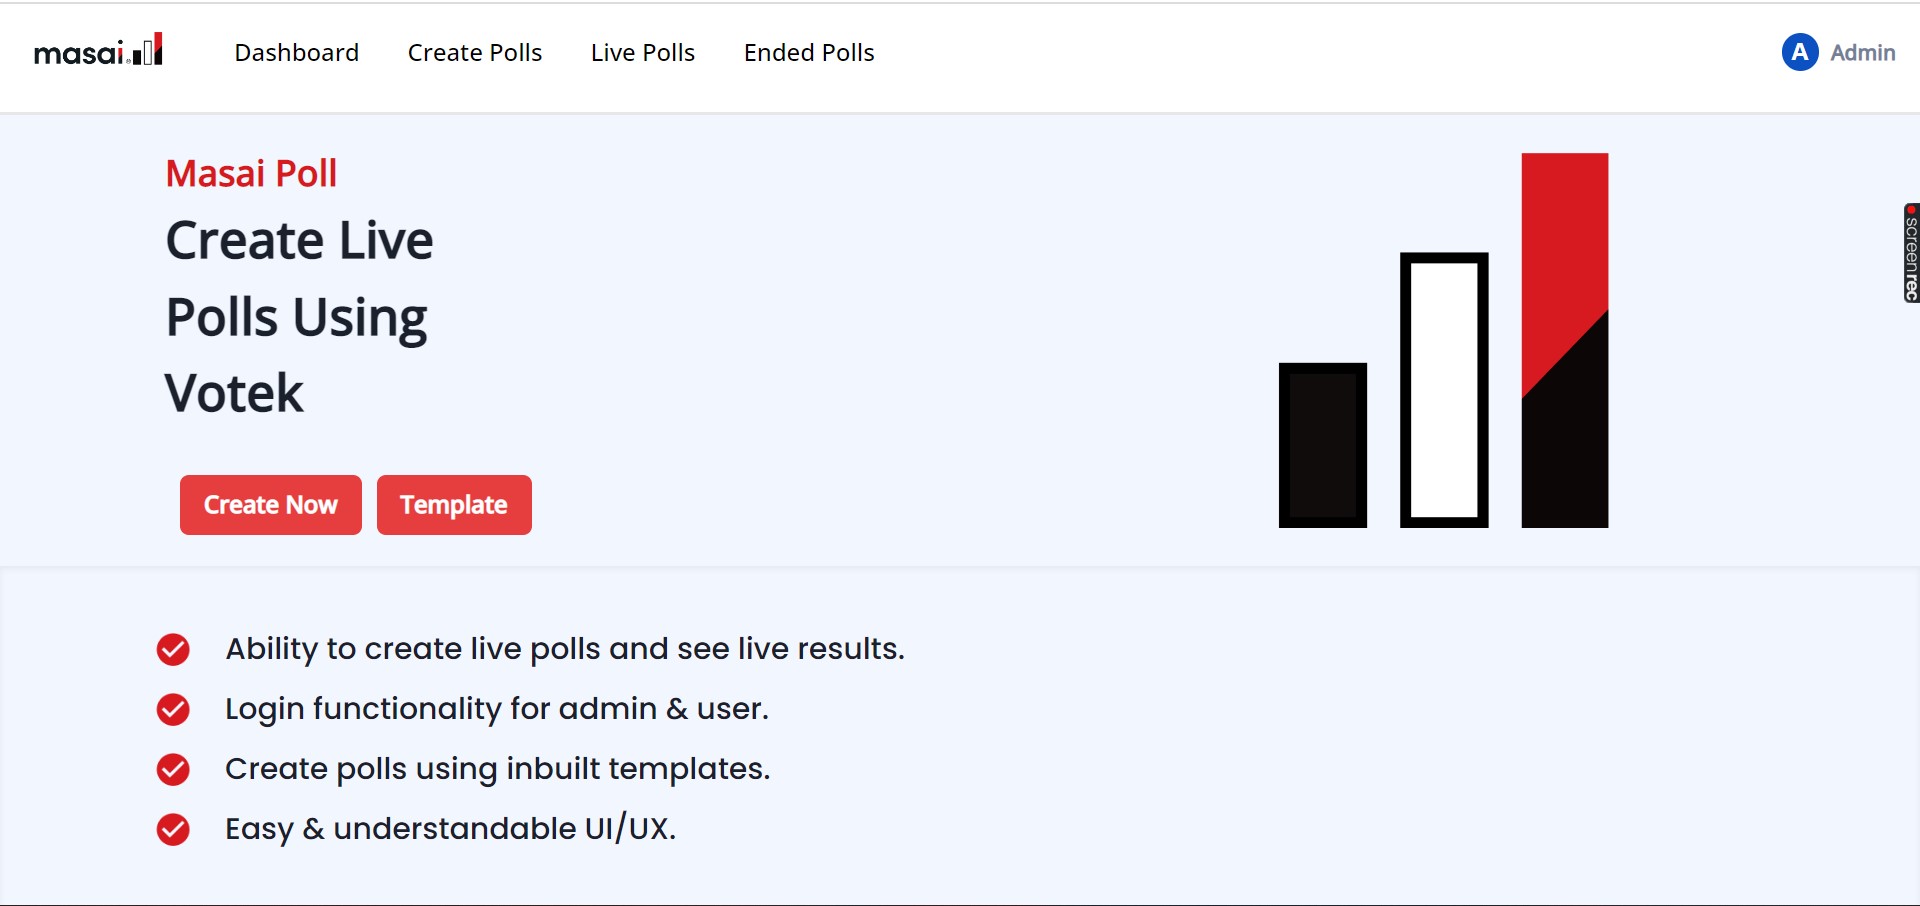 masai.
Dashboard Create Polls Live Polls Ended Polls
A Admin
Masai Poll
Create Live
Polls Using
Votek
Create Now Template
screenrec
Ability to create live polls and see live results.
Login functionality for admin & user.
Create polls using inbuilt templates.
Easy & understandable UI/UX.